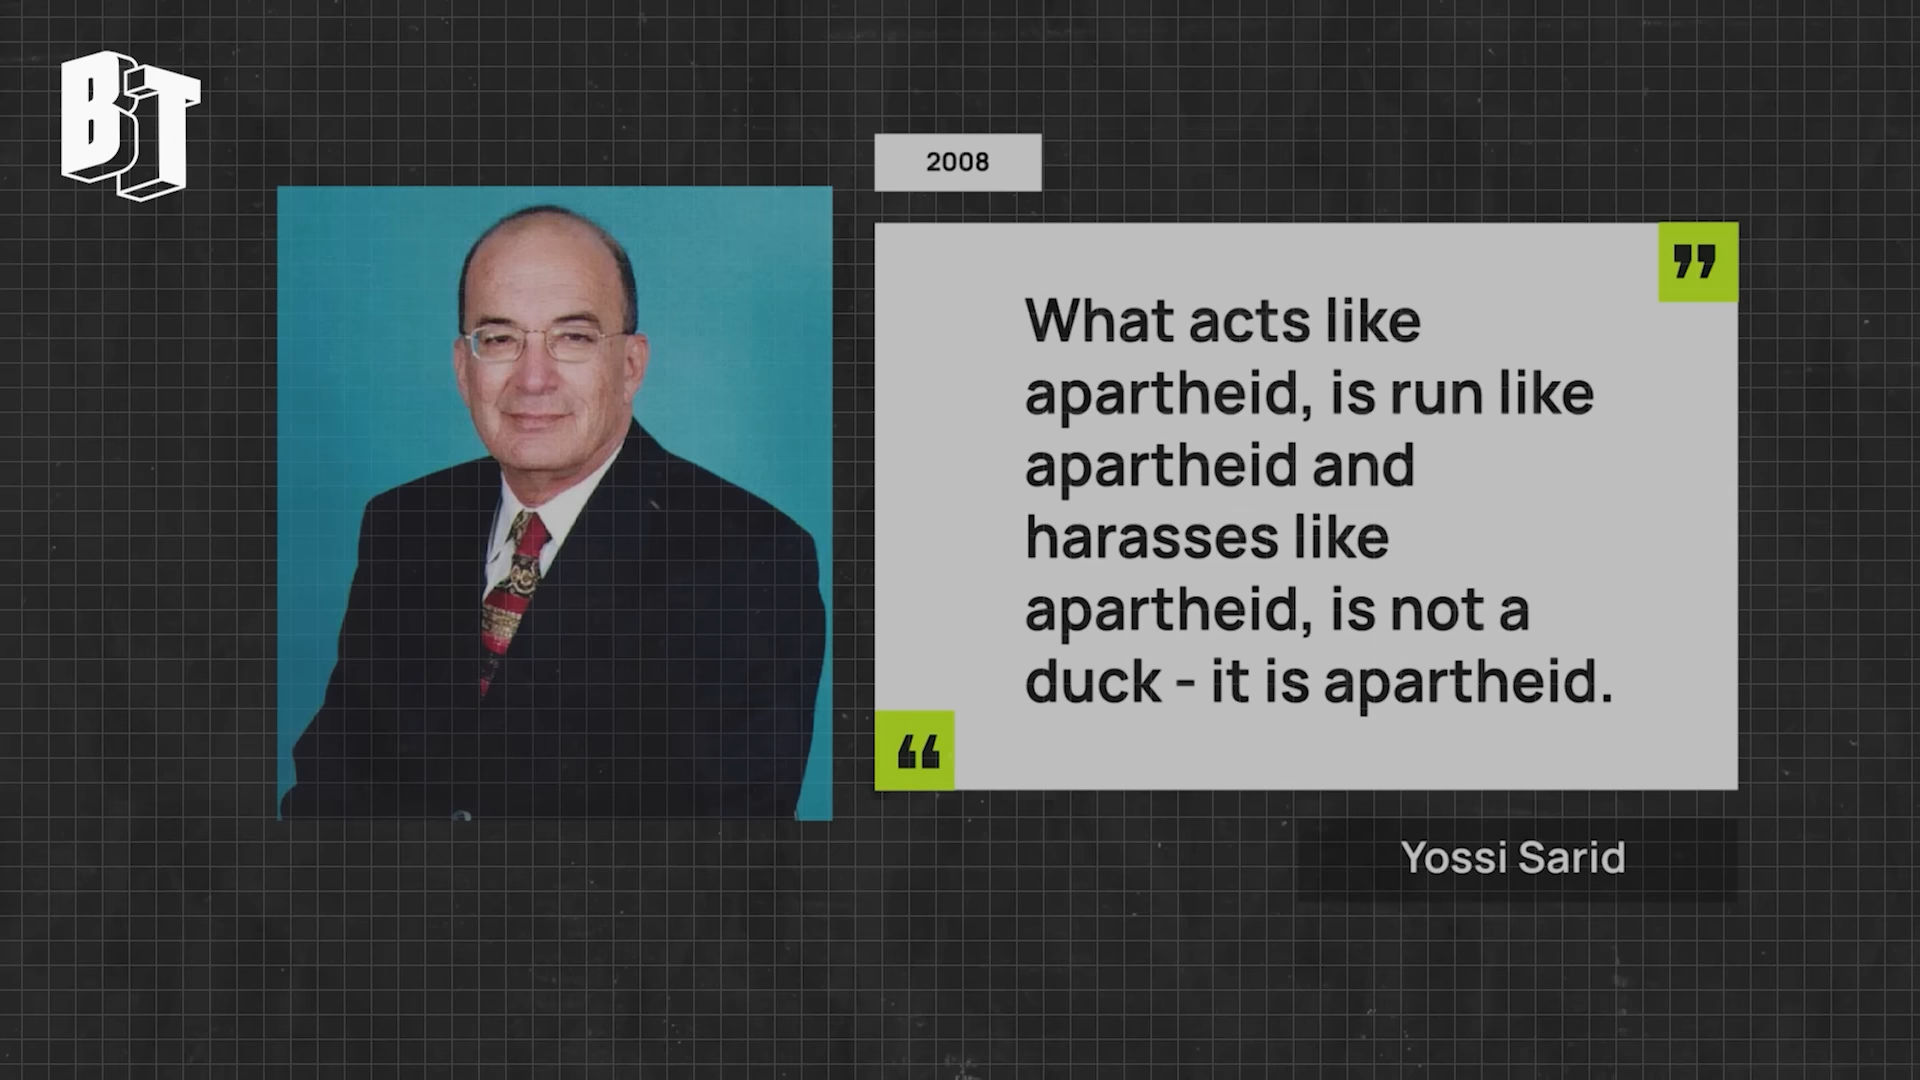 BT
2008
”
What acts like
apartheid, is run like
apartheid and
harasses like
apartheid, is not a
duck - it is apartheid.
“
Yossi Sarid